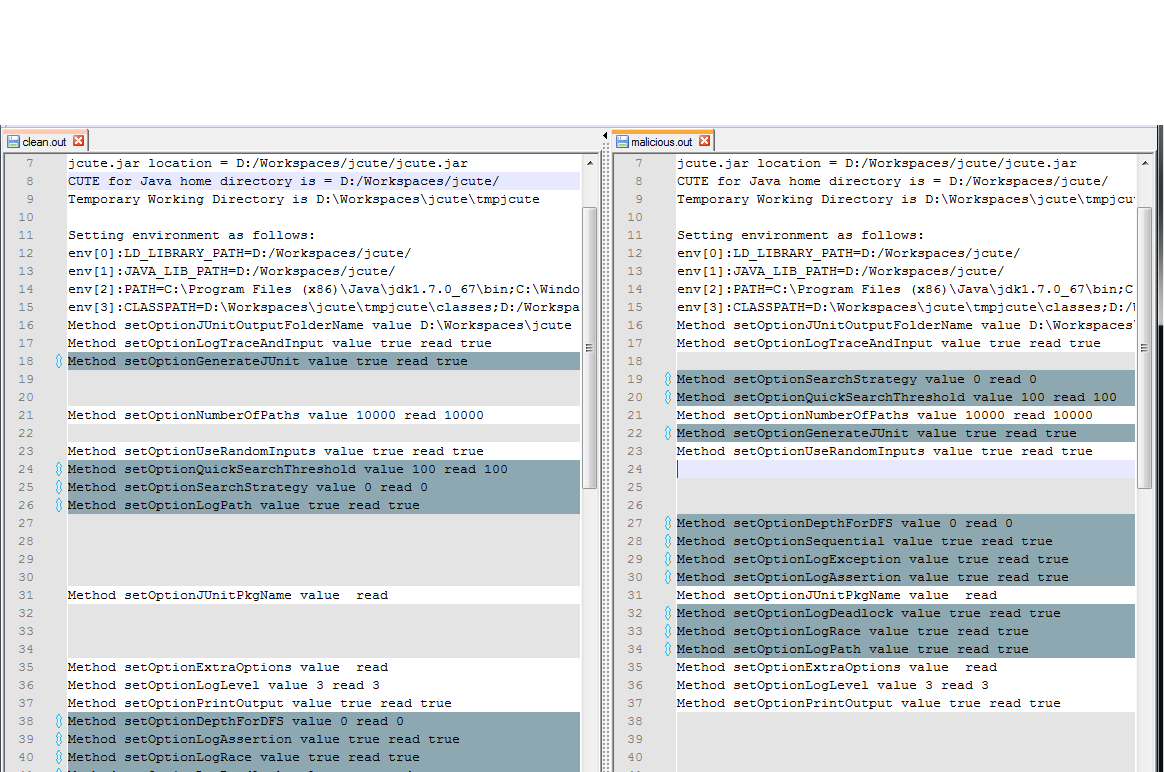 clean.out
7 jcute.jar location = D:/Workspaces/jcute/jcute.jar
8 CUTE for Java home directory is = D:/Workspaces/jcute/
9 Temporary Working Directory is D:\Workspaces\jcute\tmpjcute
10
11 Setting environment as follows:
12 env[0]:LD_LIBRARY_PATH=D:/Workspaces/jcute/
13 env[1]:JAVA_LIB_PATH=D:/Workspaces/jcute/
14 env[2]:PATH=C:\Program Files (x86)\Java\jdk1.7.0_67\bin;C:\Windo
15 env[3]:CLASSPATH=D:\Workspaces\jcute\tmpjcute\classes;D:/Workspa
16 Method setOptionJUnitOutputFolderName value D:\Workspaces\jcute
17 Method setOptionLogTraceAndInput value true read true
18 Method setOptionGenerateJUnit value true read true
19
20
21 Method setOptionNumberOfPaths value 10000 read 10000
22
23 Method setOptionUseRandomInputs value true read true
24 Method setOptionQuickSearchThreshold value 100 read 100
25 Method setOptionSearchStrategy value 0 read 0
26 Method setOptionLogPath value true read true
27
28
29
30
31 Method setOptionJUnitPkgName value  read
32
33
34
35 Method setOptionExtraOptions value  read
36 Method setOptionLogLevel value 3 read 3
37 Method setOptionPrintOutput value true read true
38 Method setOptionDepthForDFS value 0 read 0
39 Method setOptionLogAssertion value true read true
40 Method setOptionLogRace value true read true
malicious.out
7 jcute.jar location = D:/Workspaces/jcute/jcute.jar
8 CUTE for Java home directory is = D:/Workspaces/jcute/
9 Temporary Working Directory is D:\Workspaces\jcute\tmpjcu
10
11 Setting environment as follows:
12 env[0]:LD_LIBRARY_PATH=D:/Workspaces/jcute/
13 env[1]:JAVA_LIB_PATH=D:/Workspaces/jcute/
14 env[2]:PATH=C:\Program Files (x86)\Java\jdk1.7.0_67\bin;C
15 env[3]:CLASSPATH=D:\Workspaces\jcute\tmpjcute\classes;D:/
16 Method setOptionJUnitOutputFolderName value D:\Workspaces\
17 Method setOptionLogTraceAndInput value true read true
18
19 Method setOptionSearchStrategy value 0 read 0
20 Method setOptionQuickSearchThreshold value 100 read 100
21 Method setOptionNumberOfPaths value 10000 read 10000
22 Method setOptionGenerateJUnit value true read true
23 Method setOptionUseRandomInputs value true read true
24
25
26
27 Method setOptionDepthForDFS value 0 read 0
28 Method setOptionSequential value true read true
29 Method setOptionLogException value true read true
30 Method setOptionLogAssertion value true read true
31 Method setOptionJUnitPkgName value  read
32 Method setOptionLogDeadlock value true read true
33 Method setOptionLogRace value true read true
34 Method setOptionLogPath value true read true
35 Method setOptionExtraOptions value  read
36 Method setOptionLogLevel value 3 read 3
37 Method setOptionPrintOutput value true read true
38
39
40